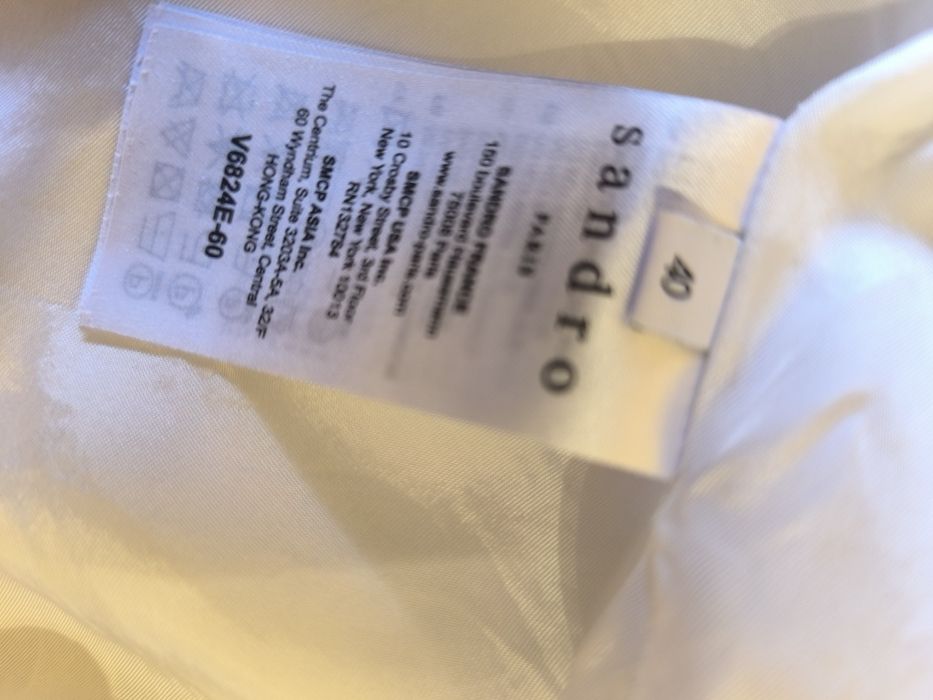 sandro
PARIS
40
SANDRO FRANCE
150 boulevard Haussmann
75008 Paris
www.sandro-paris.com
SMCP USA Inc.
10 Crosby Street, 3rd Floor
New York, New York 10013
RN132784
SMCP ASIA Inc.
The Centrium, Suite 3203A-5A, 32/F
60 Wyndham Street, Central
HONG-KONG
V6824E-60